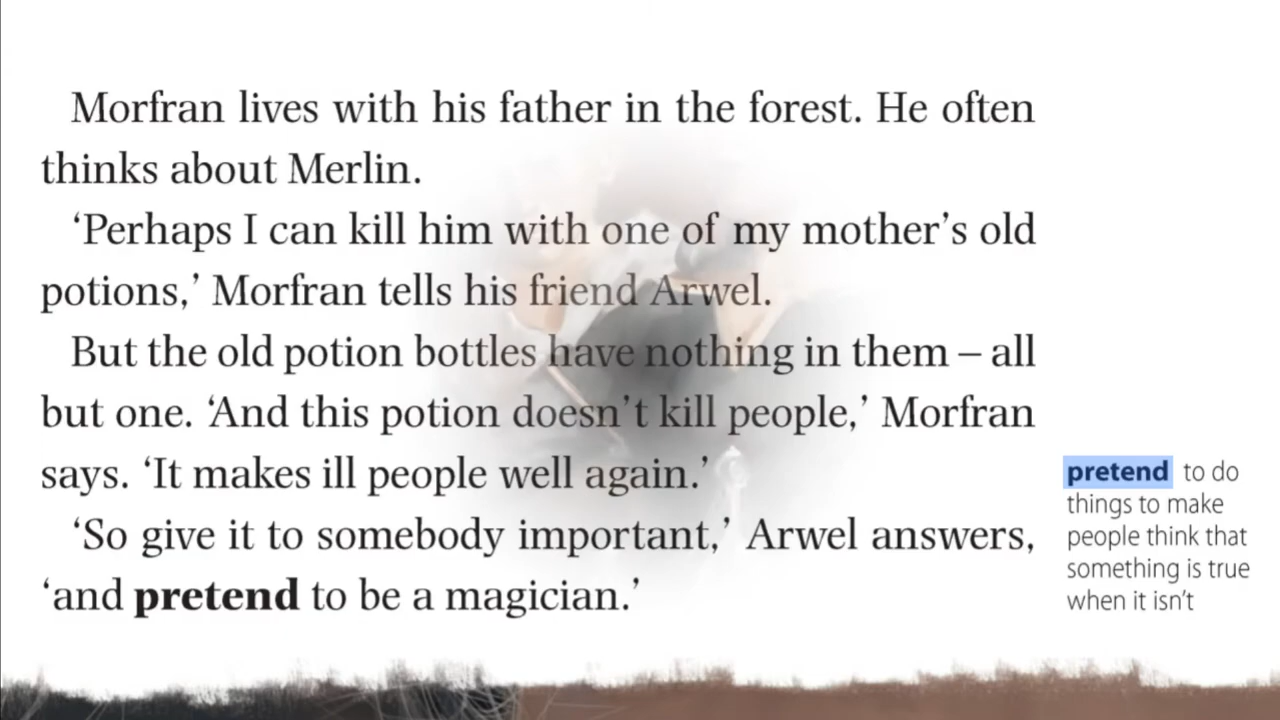 Morfran lives with his father in the forest. He often
thinks about Merlin.
‘Perhaps I can kill him with one of my mother’s old
potions,’ Morfran tells his friend Arwel.
But the old potion bottles have nothing in them – all
but one. ‘And this potion doesn’t kill people,’ Morfran
says. ‘It makes ill people well again.’
‘So give it to somebody important,’ Arwel answers,
‘and pretend to be a magician.’
pretend to do
things to make
people think that
something is true
when it isn’t